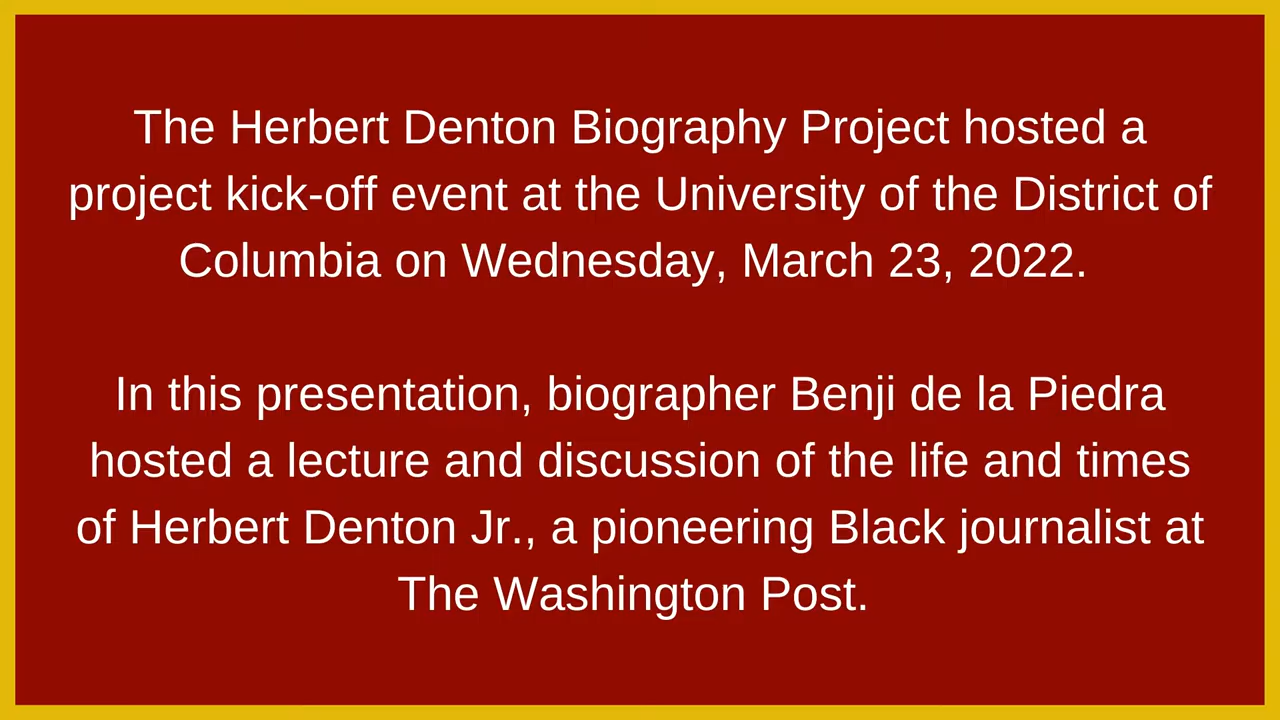 The Herbert Denton Biography Project hosted a
project kick-off event at the University of the District of
Columbia on Wednesday, March 23, 2022.
In this presentation, biographer Benji de la Piedra
hosted a lecture and discussion of the life and times
of Herbert Denton Jr., a pioneering Black journalist at
The Washington Post.